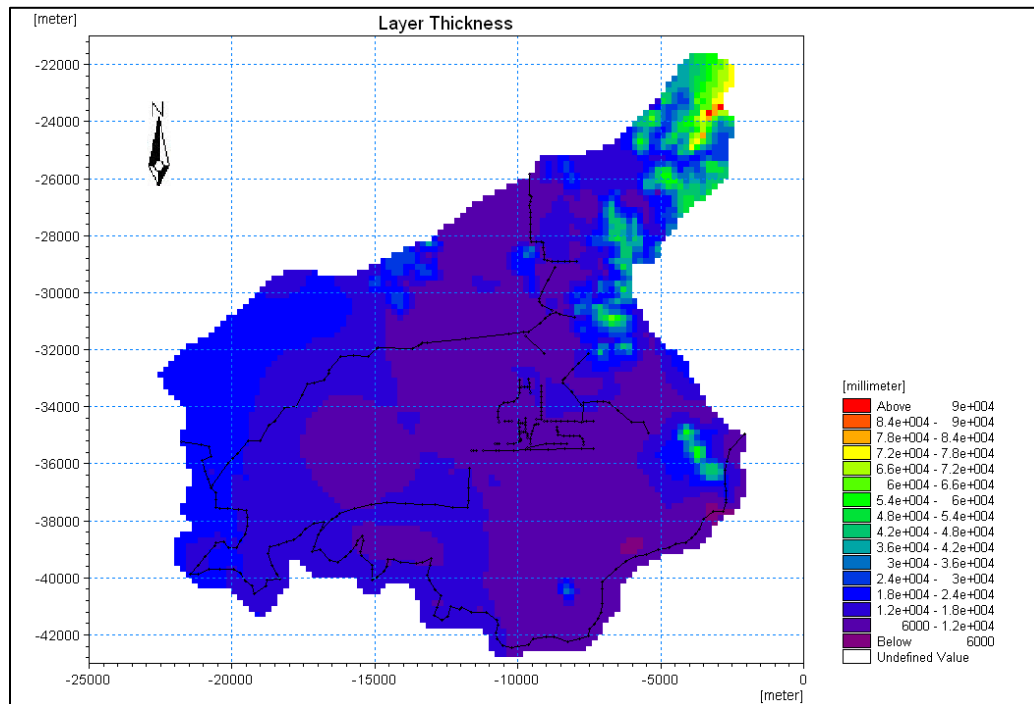 [meter]
Layer Thickness
-22000
-24000
N
-26000
-28000
-30000
-32000
-34000
-36000
-38000
-40000
-42000
-25000 -20000 -15000 -10000 -5000 0
[meter]
[millimeter]
Above 9e+004
8.4e+004 - 9e+004
7.8e+004 - 8.4e+004
7.2e+004 - 7.8e+004
6.6e+004 - 7.2e+004
6e+004 - 6.6e+004
5.4e+004 - 6e+004
4.8e+004 - 5.4e+004
4.2e+004 - 4.8e+004
3.6e+004 - 4.2e+004
3e+004 - 3.6e+004
2.4e+004 - 3e+004
1.8e+004 - 2.4e+004
1.2e+004 - 1.8e+004
6000 - 1.2e+004
Below 6000
Undefined Value